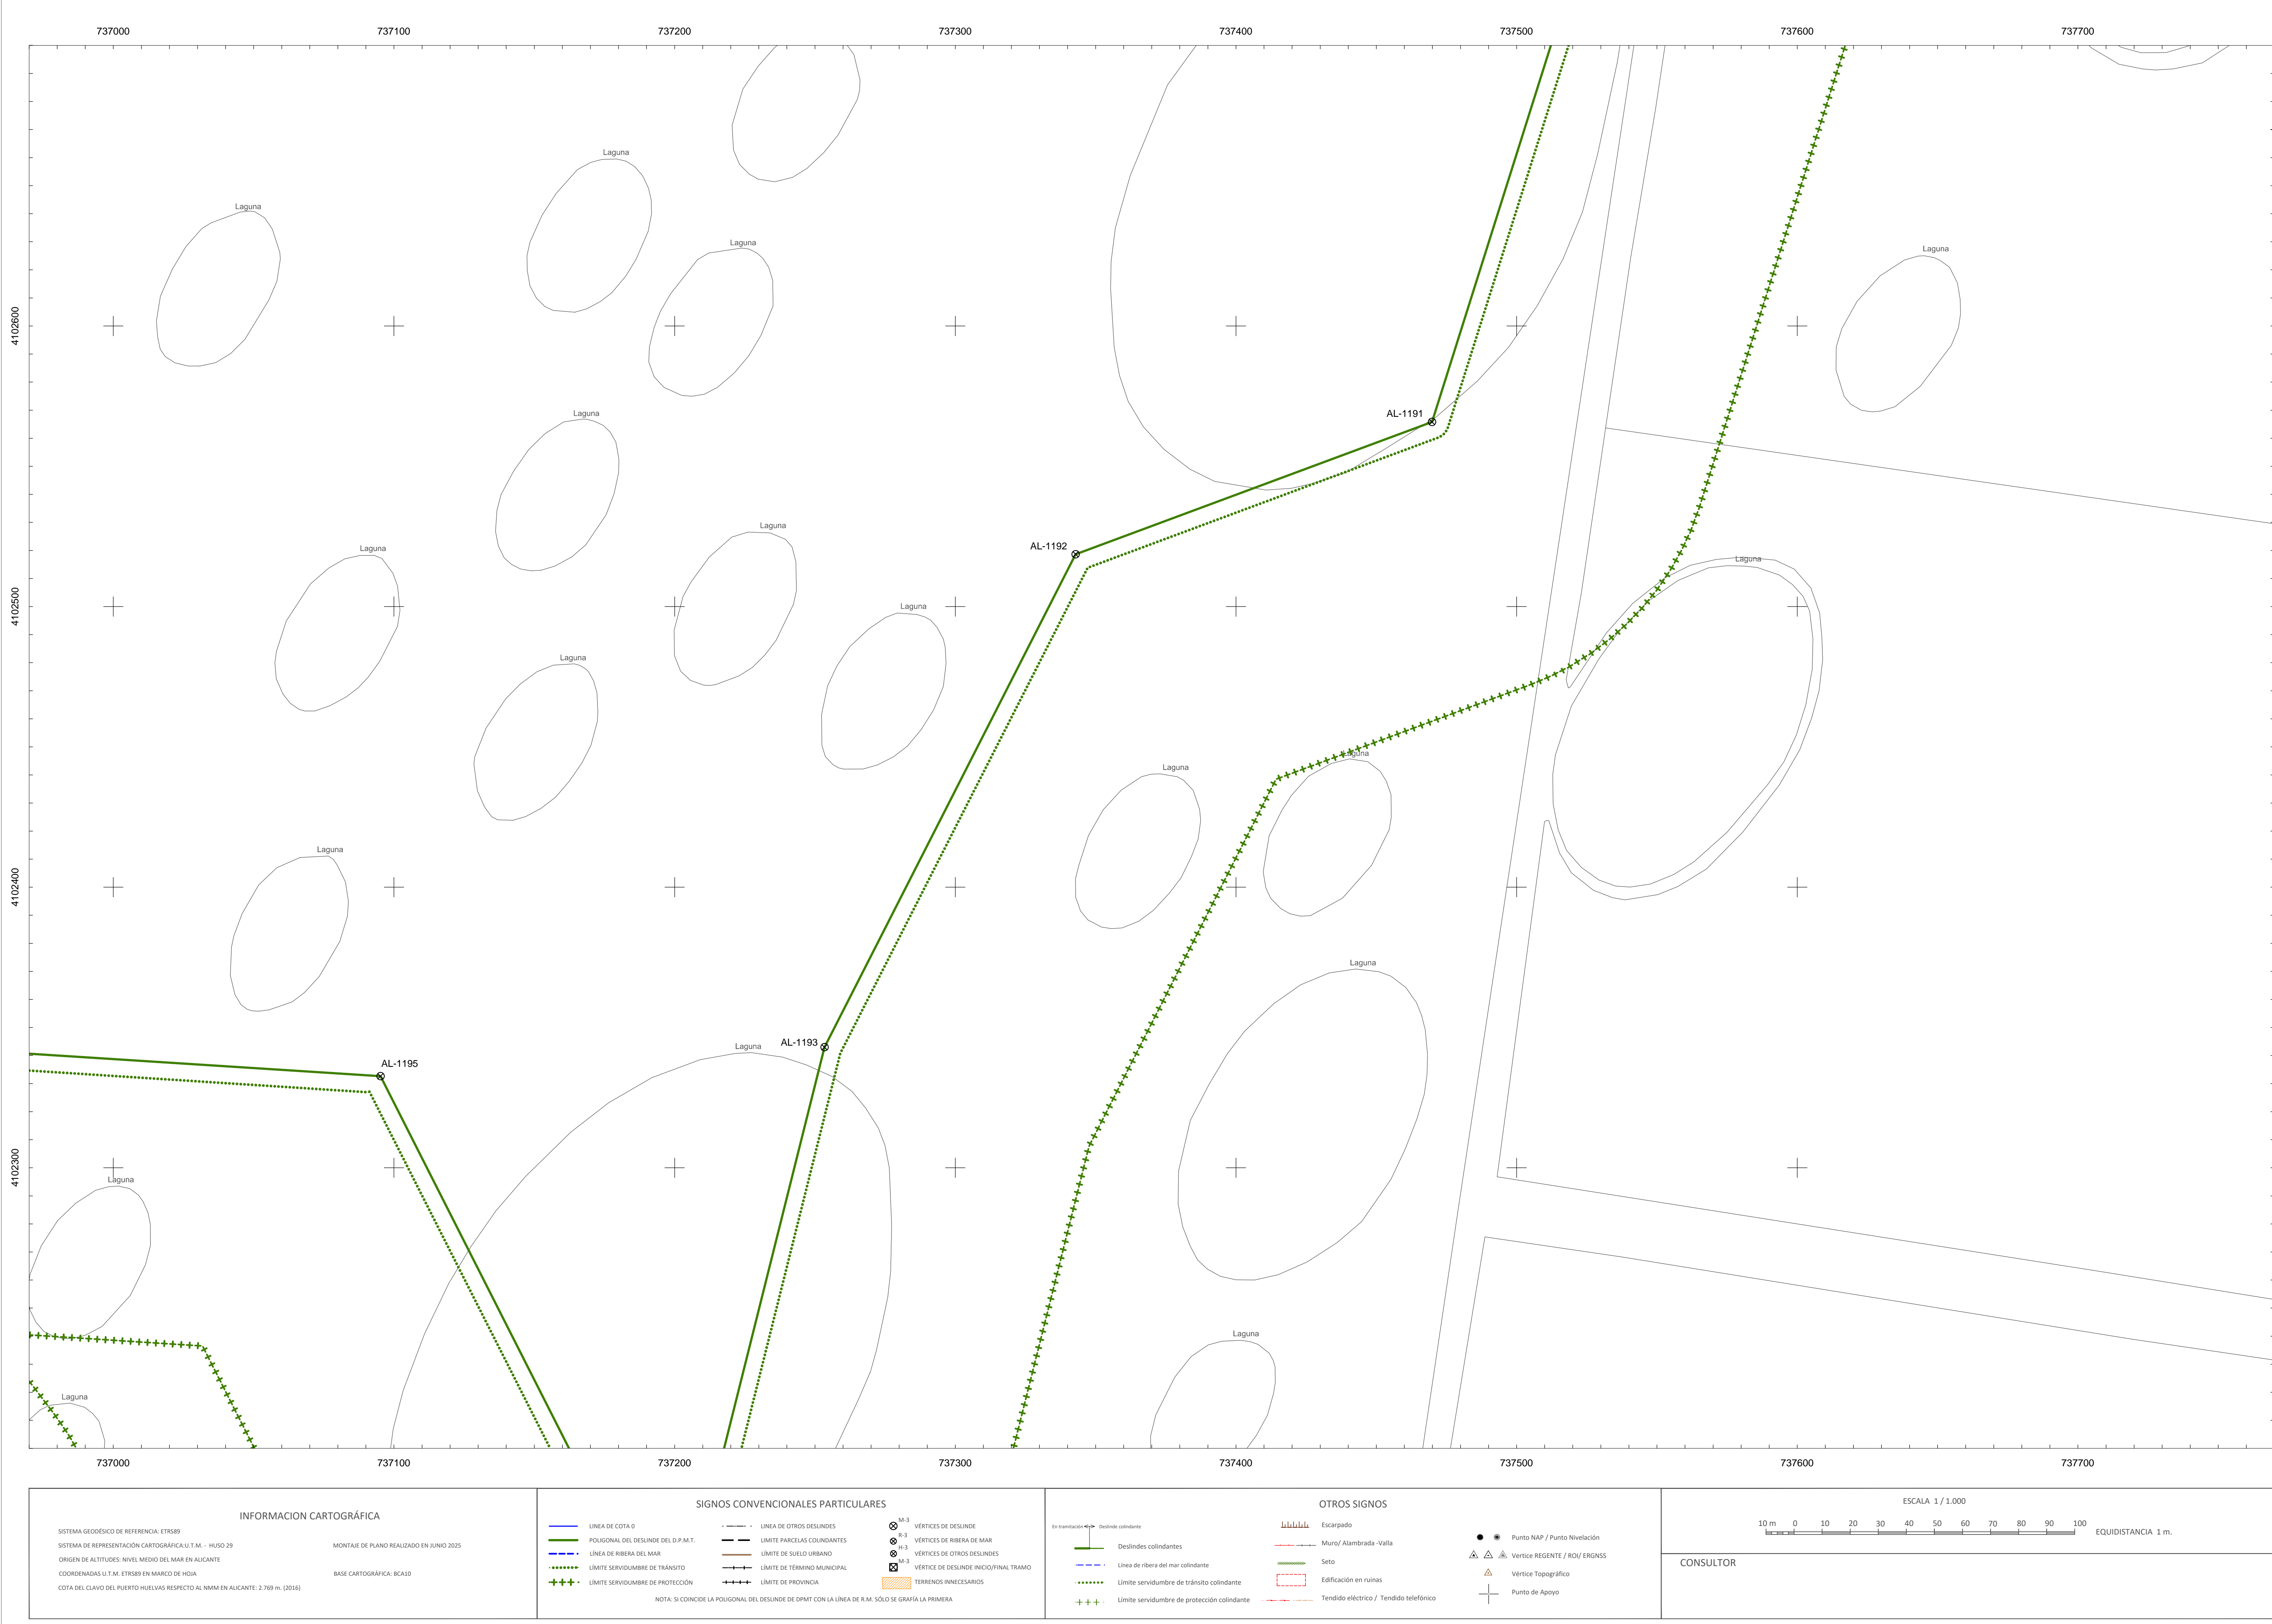 737000 737100 737200 737300 737400 737500 737600 737700
Laguna
Laguna
Laguna
Laguna
4102600
AL-1191
Laguna
Laguna
AL-1192
Laguna
Laguna
Laguna
4102500
Laguna
Laguna
Laguna
Laguna
Laguna
4102400
Laguna
AL-1193
Laguna
AL-1195
4102300
Laguna
Laguna
Laguna
737000 737100 737200 737300 737400 737500 737600 737700
INFORMACION CARTOGRÁFICA
SISTEMA GEODÉSICO DE REFERENCIA: ETRS89
SISTEMA DE REPRESENTACIÓN CARTOGRÁFICA:U.T.M. - HUSO 29
MONTAJE DE PLANO REALIZADO EN JUNIO 2025
ORIGEN DE ALTITUDES: NIVEL MEDIO DEL MAR EN ALICANTE
COORDENADAS U.T.M. ETRS89 EN MARCO DE HOJA
BASE CARTOGRÁFICA: BCA10
COTA DEL CLAVO DEL PUERTO HUELVAS RESPECTO AL NMM EN ALICANTE: 2.769 m. (2016)
SIGNOS CONVENCIONALES PARTICULARES
LINEA DE COTA 0
POLIGONAL DEL DESLINDE DEL D.P.M.T.
LÍNEA DE RIBERA DEL MAR
LÍMITE SERVIDUMBRE DE TRÁNSITO
LÍMITE SERVIDUMBRE DE PROTECCIÓN
LINEA DE OTROS DESLINDES
LIMITE PARCELAS COLINDANTES
LÍMITE DE SUELO URBANO
LÍMITE DE TÉRMINO MUNICIPAL
LÍMITE DE PROVINCIA
M-3
VÉRTICES DE DESLINDE
R-3
VÉRTICES DE RIBERA DE MAR
H-3
VÉRTICES DE OTROS DESLINDES
M-3
VÉRTICE DE DESLINDE INICIO/FINAL TRAMO
TERRENOS INNECESARIOS
NOTA: SI COINCIDE LA POLIGONAL DEL DESLINDE DE DPMT CON LA LÍNEA DE R.M. SÓLO SE GRAFÍA LA PRIMERA
OTROS SIGNOS
En tramitación Deslinde colindante
Deslindes colindantes
Línea de ribera del mar colindante
Límite servidumbre de tránsito colindante
Limite servidumbre de protección colindante
Escarpado
Muro/ Alambrada -Valla
Seto
Edificación en ruinas
Tendido eléctrico / Tendido telefónico
Punto NAP / Punto Nivelación
Vertice REGENTE / ROI/ ERGNSS
Vértice Topográfico
Punto de Apoyo
ESCALA 1 / 1.000
10 m 0 10 20 30 40 50 60 70 80 90 100
EQUIDISTANCIA 1 m.
CONSULTOR